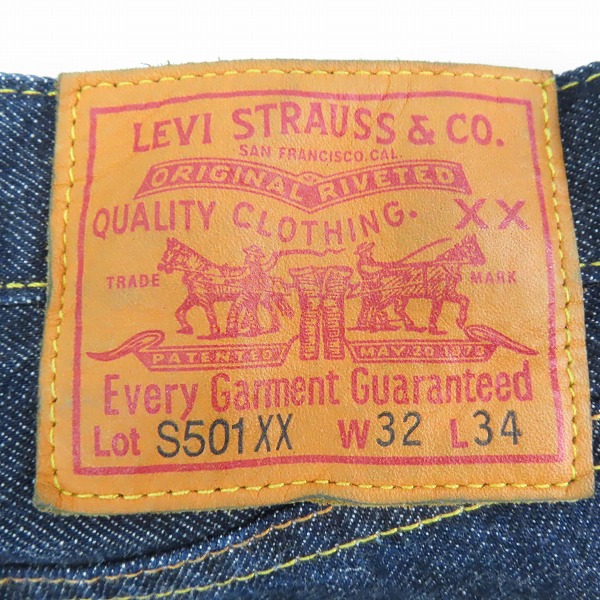 LEVI STRAUSS & CO.
SAN FRANCISCO, CAL.
ORIGINAL RIVETED
QUALITY CLOTHING. XX
TRADE MARK
PATENTED MAY 20 1873
Every Garment Guaranteed
Lot S501XX W32 L34